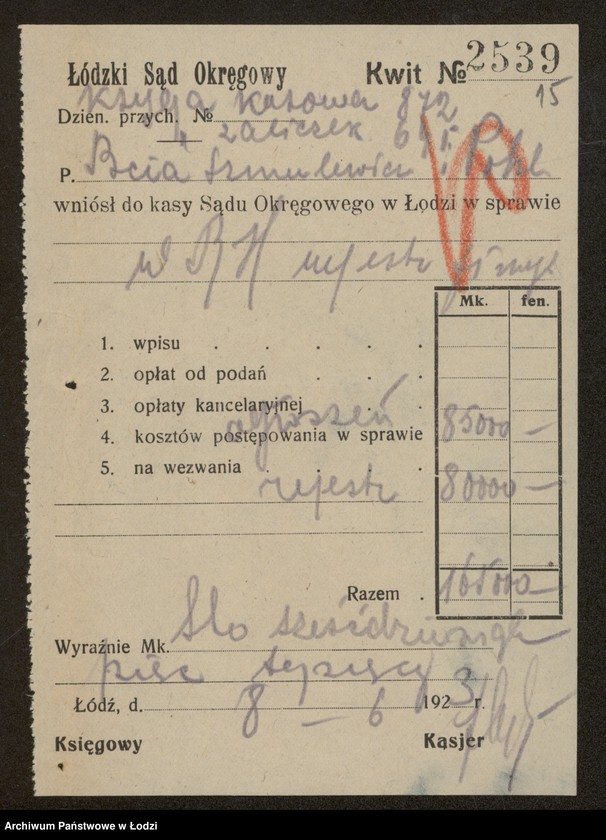 Łódzki Sąd Okręgowy Kwit № 2539
15
Księga kasowa 872
Dzien. przych. №
" zaliczek
P. Bcia Szmulewicz i
wniósł do kasy Sądu Okręgowego w Łodzi w sprawie
w R H rejestr
Mk. fen.
1. wpisu . . . .
2. opłat od podań . . .
3. opłaty kancelaryjnej . .
ogłoszeń
4. kosztów postępowania w sprawie 85000 —
5. na wezwania . . . .
rejestr 80000 —
Razem . 165000 —
Sto sześćdziesiąt
Wyraźnie Mk.
pięć tysięcy
Łódź, d. 8 — 6 1923 r.
Księgowy Kasjer
Archiwum Państwowe w Łodzi